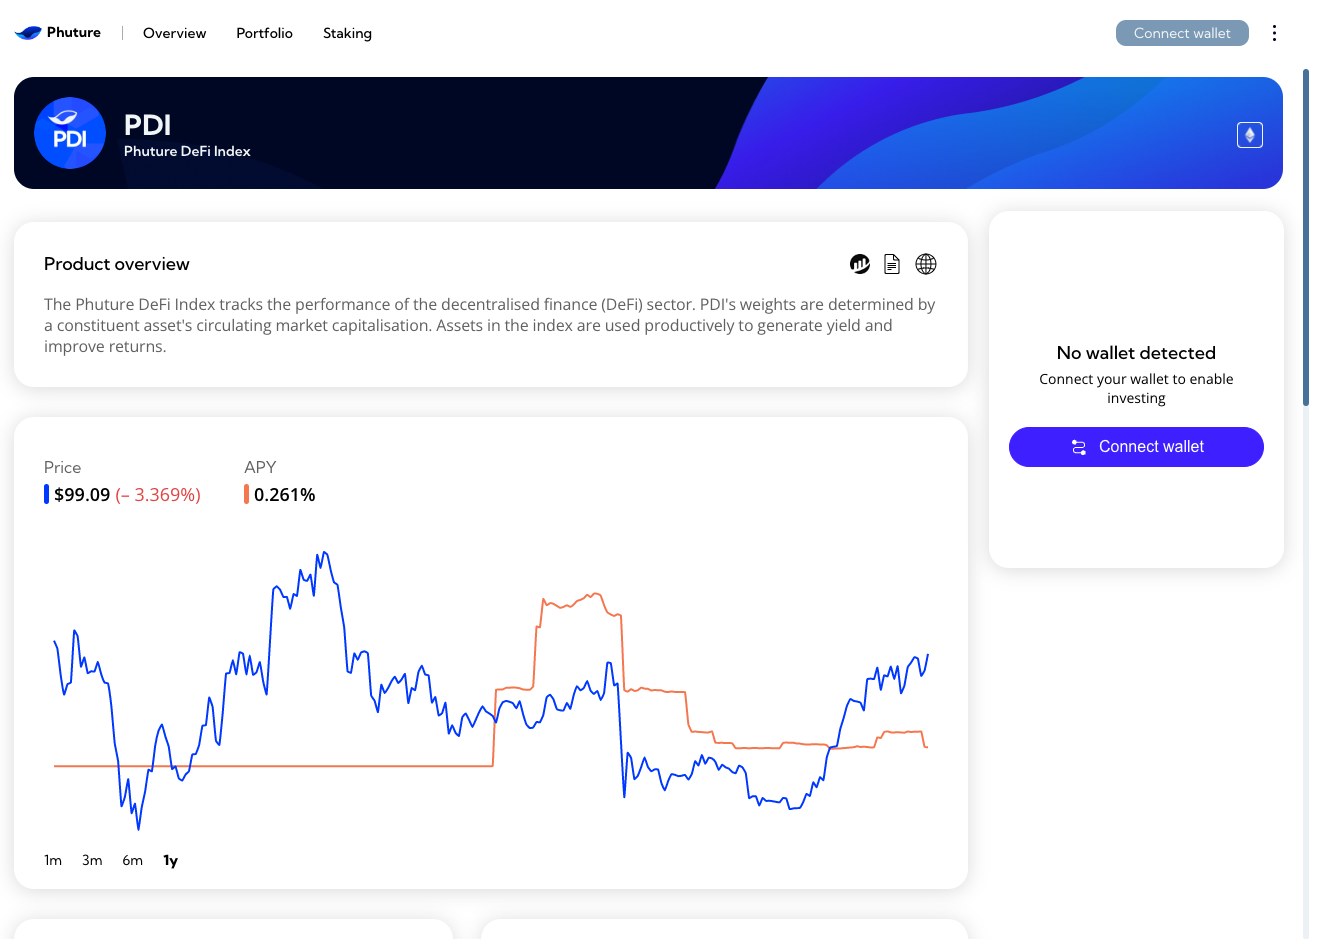 Phuture
Overview
Portfolio
Staking
Connect wallet
PDI
PDI
Phuture DeFi Index
Product overview
The Phuture DeFi Index tracks the performance of the decentralised finance (DeFi) sector. PDI's weights are determined by
a constituent asset's circulating market capitalisation. Assets in the index are used productively to generate yield and
improve returns.
No wallet detected
Connect your wallet to enable
investing
Connect wallet
Price
APY
$99.09 (– 3.369%)
0.261%
1m 3m 6m 1y